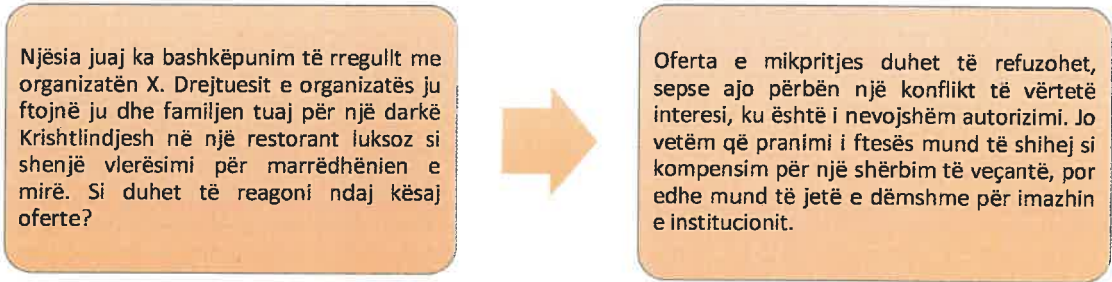 Njësia juaj ka bashkëpunim të rregullt me
organizatën X. Drejtuesit e organizatës ju
ftojnë ju dhe familjen tuaj për një darkë
Krishtlindjesh në një restorant luksoz si
shenjë vlerësimi për marrëdhënien e
mirë. Si duhet të reagoni ndaj kësaj
oferte?
Oferta e mikpritjes duhet të refuzohet,
sepse ajo përbën një konflikt të vërtetë
interesi, ku është i nevojshëm autorizimi. Jo
vetëm që pranimi i ftesës mund të shihej si
kompensim për një shërbim të veçantë, por
edhe mund të jetë e dëmshme për imazhin
e institucionit.